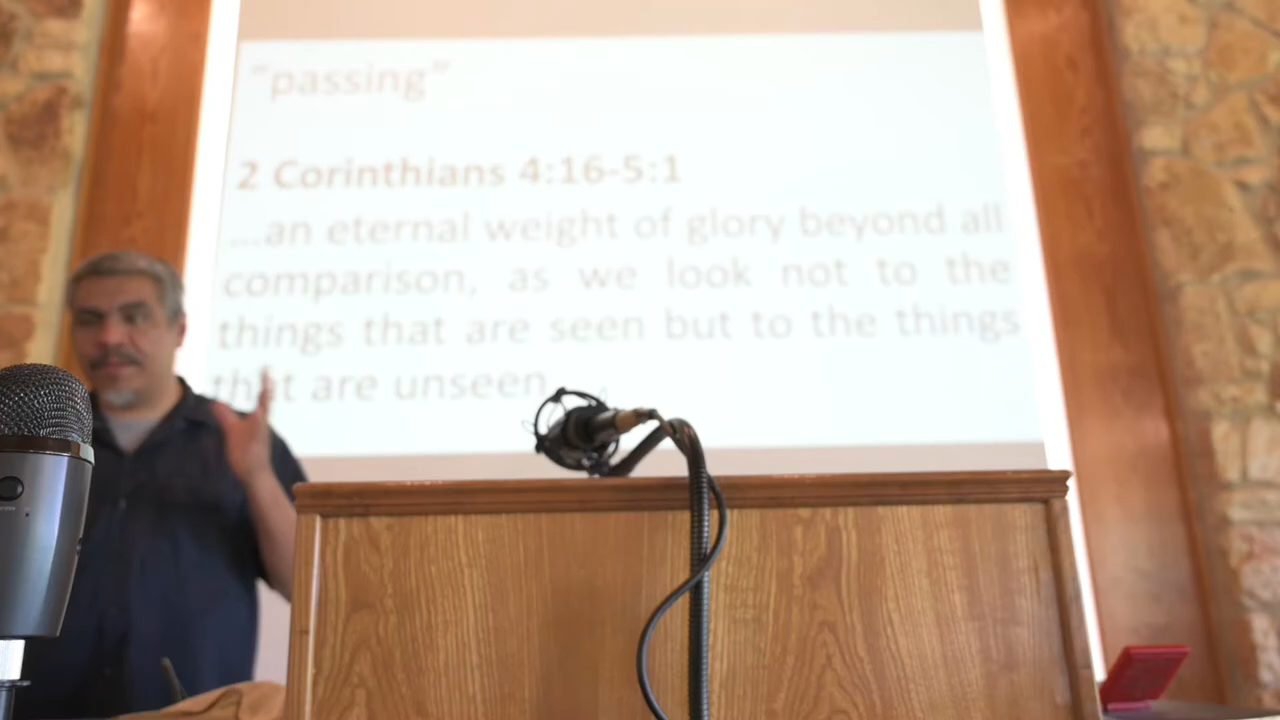 "passing"
2 Corinthians 4:16-5:1
...an eternal weight of glory beyond all
comparison, as we look not to the
things that are seen but to the things
that are unseen